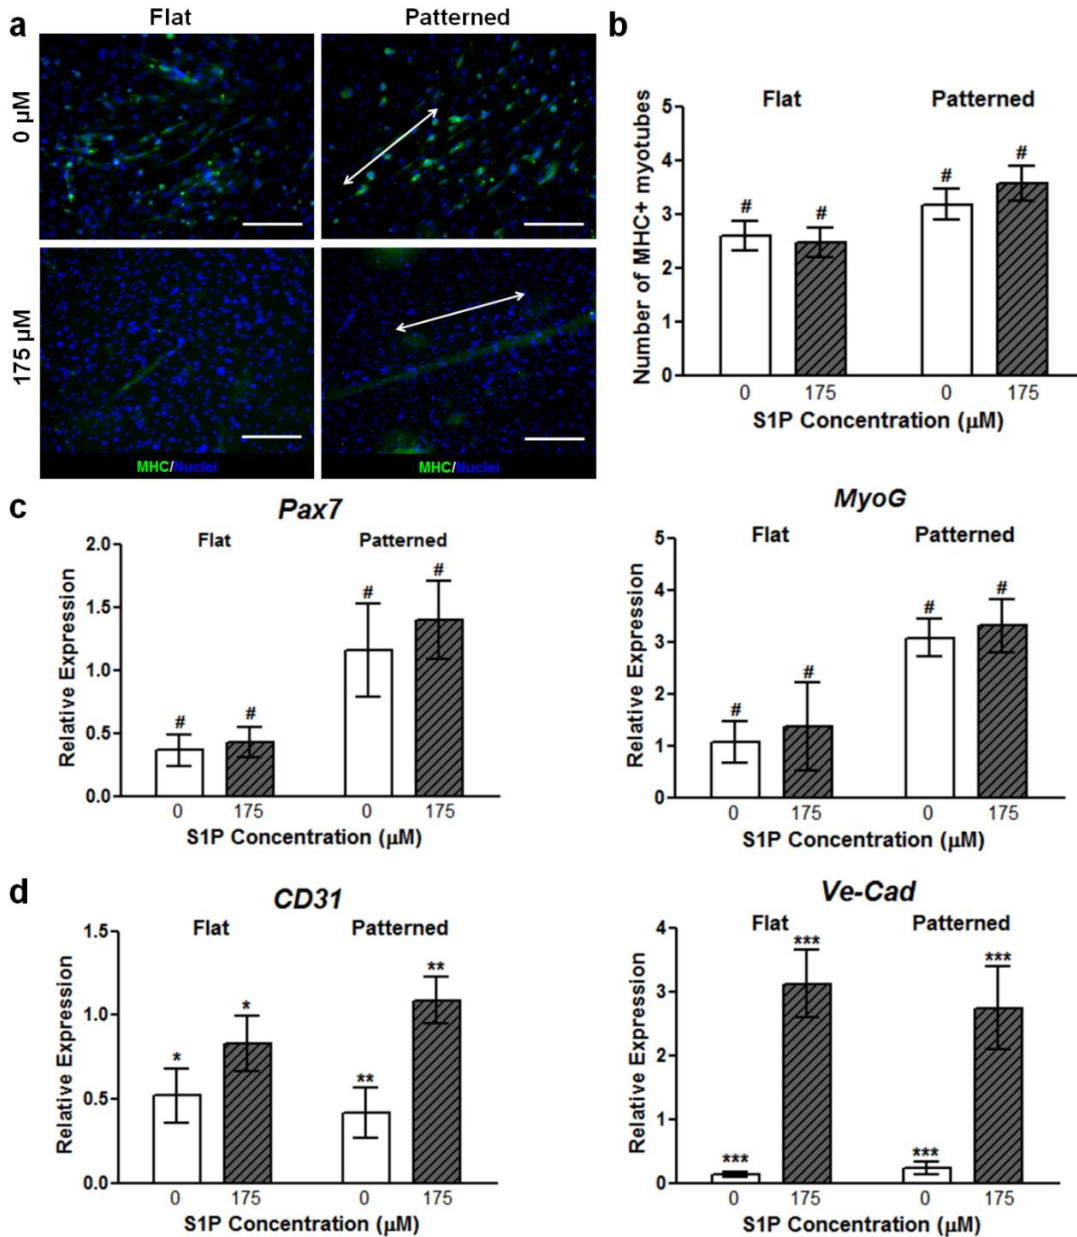 a
Flat
Patterned
0 µM
175 µM
MHC/Nuclei
MHC/Nuclei
b
Number of MHC+ myotubes
5
4
3
2
1
0
Flat
Patterned
#
#
#
#
0
175
0
175
S1P Concentration (µM)
c
Pax7
Relative Expression
2.0
1.5
1.0
0.5
0.0
Flat
Patterned
#
#
#
#
0
175
0
175
S1P Concentration (µM)
MyoG
Relative Expression
5
4
3
2
1
0
Flat
Patterned
#
#
#
#
0
175
0
175
S1P Concentration (µM)
d
CD31
Relative Expression
1.5
1.0
0.5
0.0
Flat
Patterned
*
*
**
**
0
175
0
175
S1P Concentration (µM)
Ve-Cad
Relative Expression
4
3
2
1
0
Flat
Patterned
***
***
***
***
0
175
0
175
S1P Concentration (µM)